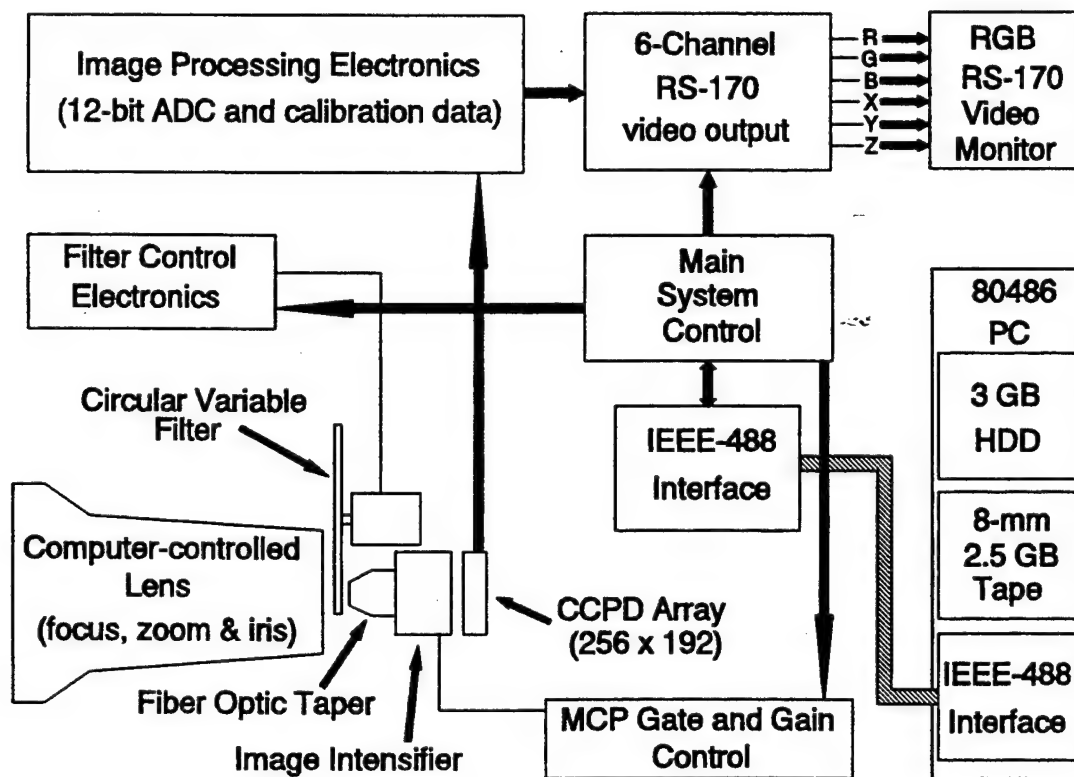 Image Processing Electronics
(12-bit ADC and calibration data)
6-Channel
RS-170
video output
R
G
B
X
Y
Z
RGB
RS-170
Video
Monitor
Filter Control
Electronics
Main
System
Control
80486
PC
3 GB
HDD
8-mm
2.5 GB
Tape
IEEE-488
Interface
Circular Variable
Filter
IEEE-488
Interface
Computer-controlled
Lens
(focus, zoom & iris)
CCPD Array
(256 x 192)
Fiber Optic Taper
Image Intensifier
MCP Gate and Gain
Control